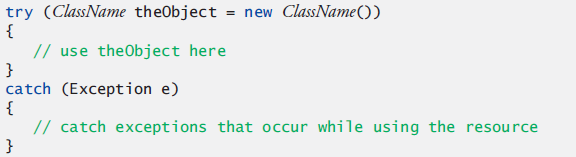 try (ClassName theObject = new ClassName())
{
    // use theObject here
}
catch (Exception e)
{
    // catch exceptions that occur while using the resource
}